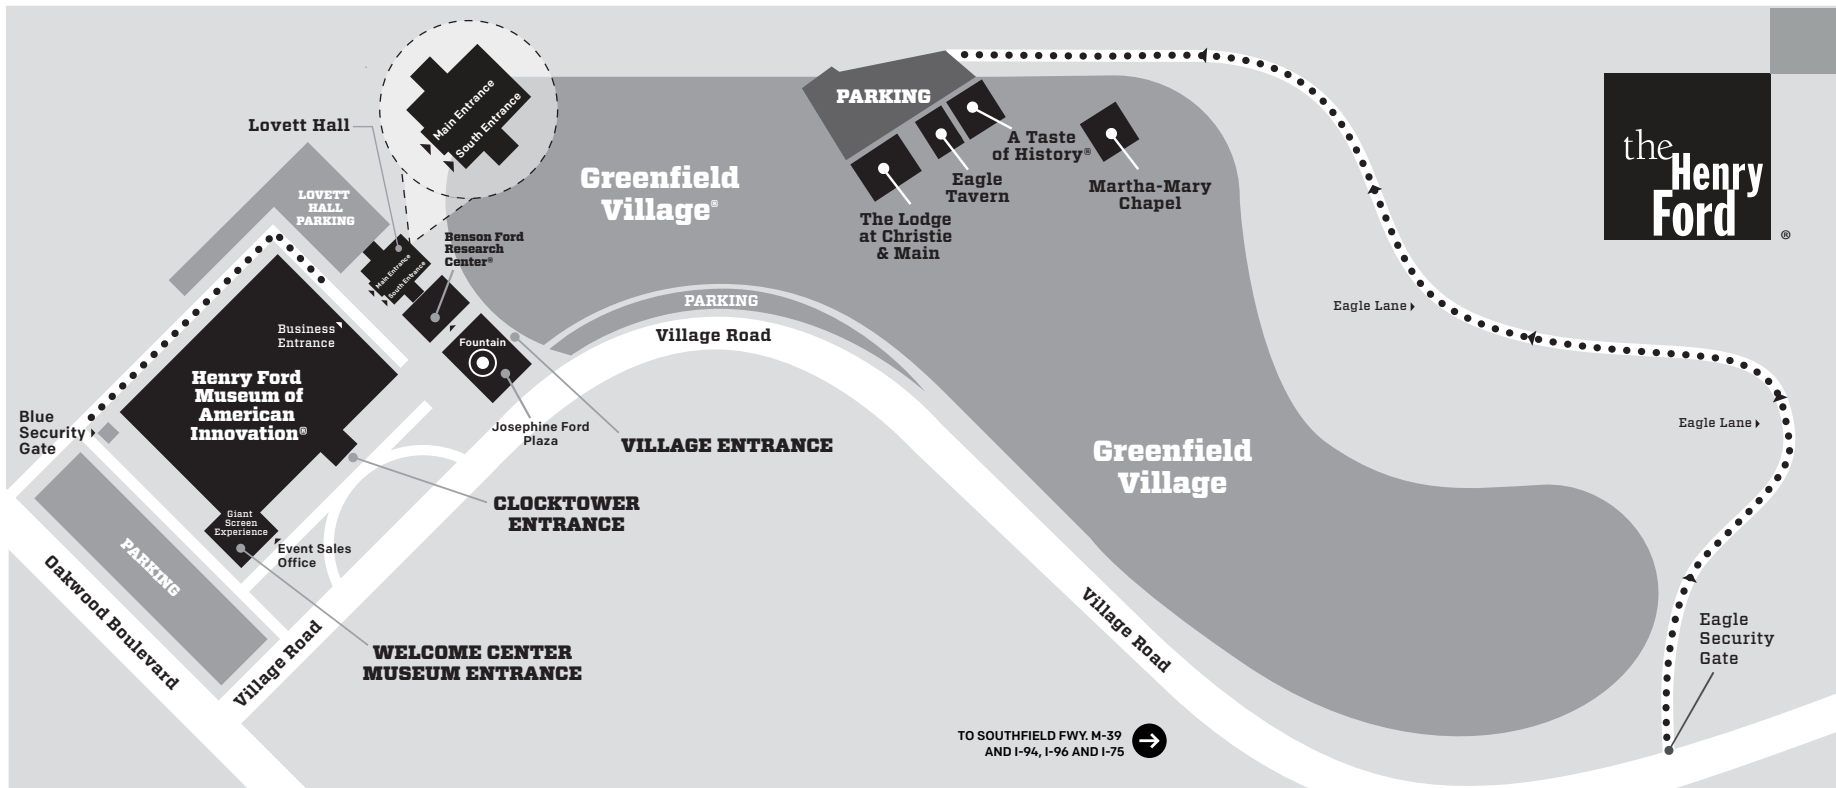 Main Entrance
South Entrance
Lovett Hall
LOVETT
HALL
PARKING
Greenfield
Village®
PARKING
A Taste
of History®
Eagle
Tavern
The Lodge
at Christie
& Main
Martha-Mary
Chapel
the
Henry
Ford
®
Benson Ford
Research
Center®
Main Entrance
South Entrance
PARKING
Village Road
Eagle Lane
Business
Entrance
Fountain
Henry Ford
Museum of
American
Innovation®
Blue
Security
Gate
Josephine Ford
Plaza
VILLAGE ENTRANCE
Eagle Lane
Greenfield
Village
CLOCKTOWER
ENTRANCE
Giant
Screen
Experience
Event Sales
Office
PARKING
Oakwood Boulevard
Village Road
WELCOME CENTER
MUSEUM ENTRANCE
Village Road
Eagle
Security
Gate
TO SOUTHFIELD FWY. M-39
AND I-94, I-96 AND I-75